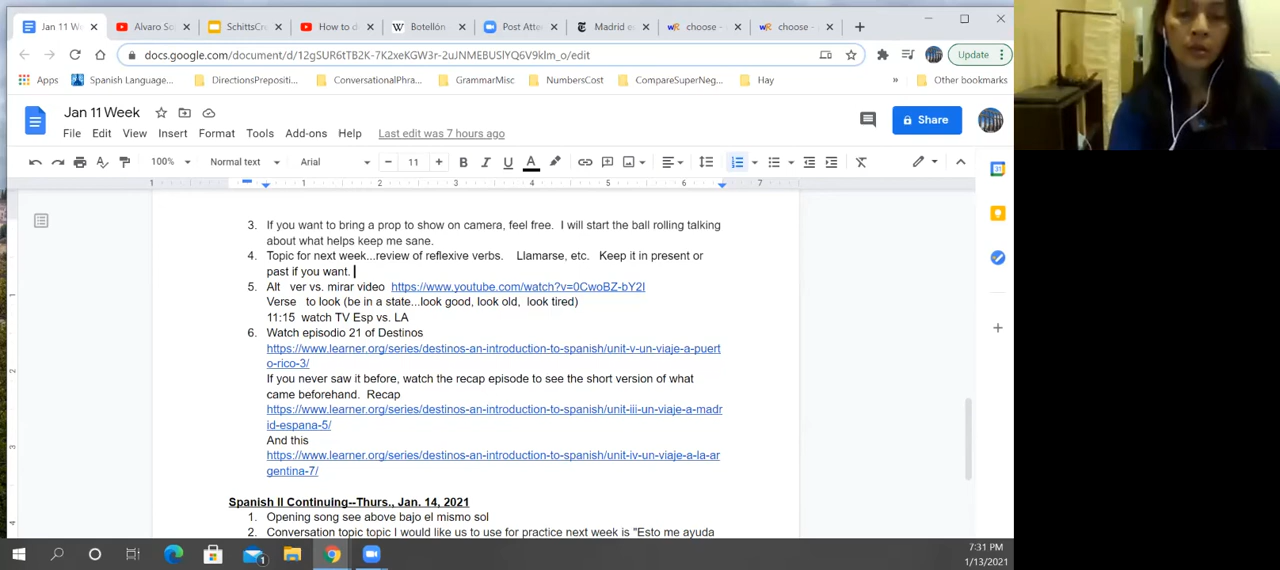 Jan 11 W
Alvaro So
SchittsCre
How to d
Botellón
Post Atte
Madrid e
choose -
choose -
docs.google.com/document/d/12gSUR6tTB2K-7K2xeKGW3r-2uJNMEBUSlYQ6V9kIm_o/edit
Update
Apps
Spanish Language...
DirectionsPrepositi...
ConversationalPhra...
GrammarMisc
NumbersCost
CompareSuperNeg...
Hay
»
Other bookmarks
Jan 11 Week
Share
File Edit View Insert Format Tools Add-ons Help Last edit was 7 hours ago
100% Normal text Arial 11 B I U A
1 1 2 3 4 5 6 7
3. If you want to bring a prop to show on camera, feel free. I will start the ball rolling talking
about what helps keep me sane.
4. Topic for next week...review of reflexive verbs. Llamarse, etc. Keep it in present or
past if you want.
5. Alt ver vs. mirar video https://www.youtube.com/watch?v=0CwoBZ-bY2I
Verse to look (be in a state...look good, look old, look tired)
11:15 watch TV Esp vs. LA
6. Watch episodio 21 of Destinos
https://www.learner.org/series/destinos-an-introduction-to-spanish/unit-v-un-viaje-a-puert
o-rico-3/
If you never saw it before, watch the recap episode to see the short version of what
came beforehand. Recap
https://www.learner.org/series/destinos-an-introduction-to-spanish/unit-iii-un-viaje-a-madr
id-espana-5/
And this
https://www.learner.org/series/destinos-an-introduction-to-spanish/unit-iv-un-viaje-a-la-ar
gentina-7/
Spanish II Continuing--Thurs., Jan. 14, 2021
1. Opening song see above bajo el mismo sol
2. Conversation topic topic I would like us to use for practice next week is "Esto me ayuda
7:31 PM
1/13/2021